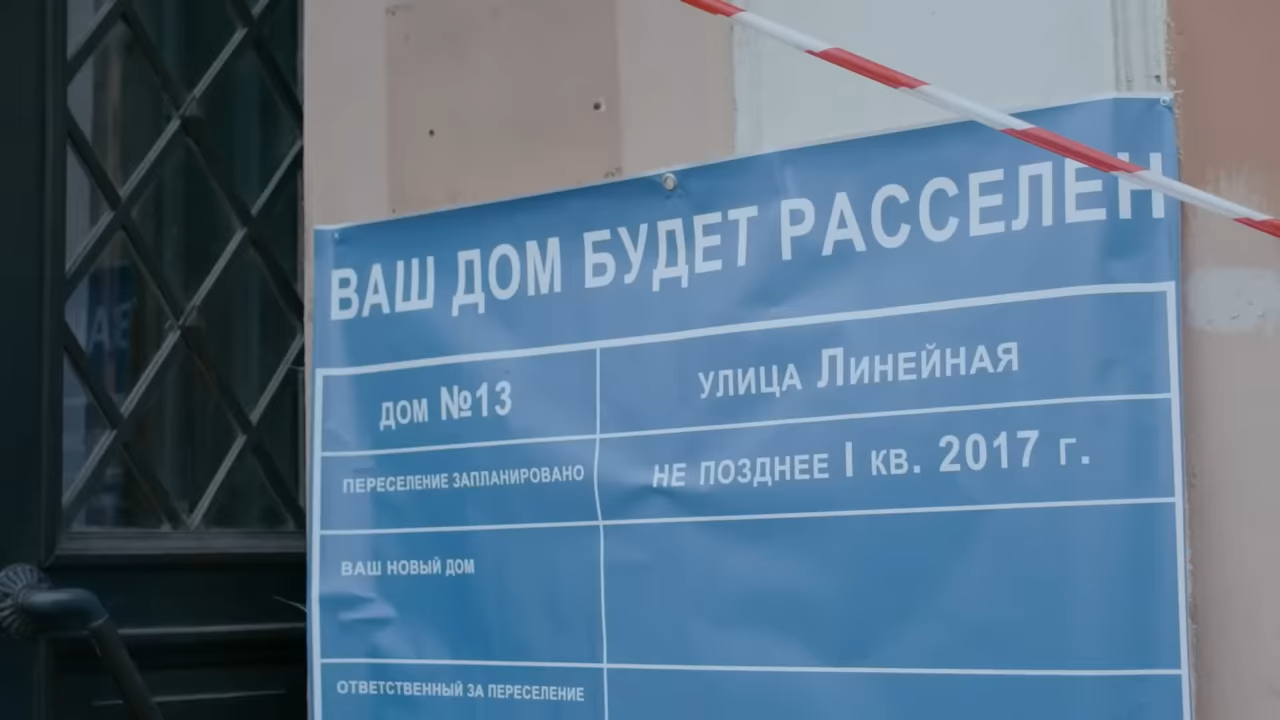 ВАШ ДОМ БУДЕТ РАССЕЛЕН
ДОМ №13
УЛИЦА ЛИНЕЙНАЯ
ПЕРЕСЕЛЕНИЕ ЗАПЛАНИРОВАНО
НЕ ПОЗДНЕЕ I КВ. 2017 Г.
ВАШ НОВЫЙ ДОМ
ОТВЕТСТВЕННЫЙ ЗА ПЕРЕСЕЛЕНИЕ